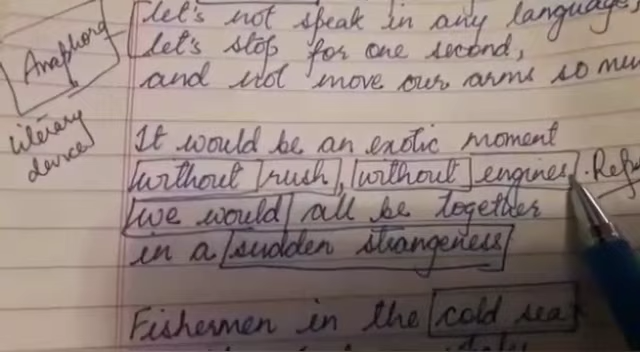 Anaphora
let's not speak in any language,
let's stop for one second,
and not move our arms so
Literary
devices
It would be an exotic moment
without rush, without engines.
we would all be together
in a sudden strangeness
Fishermen in the cold sea